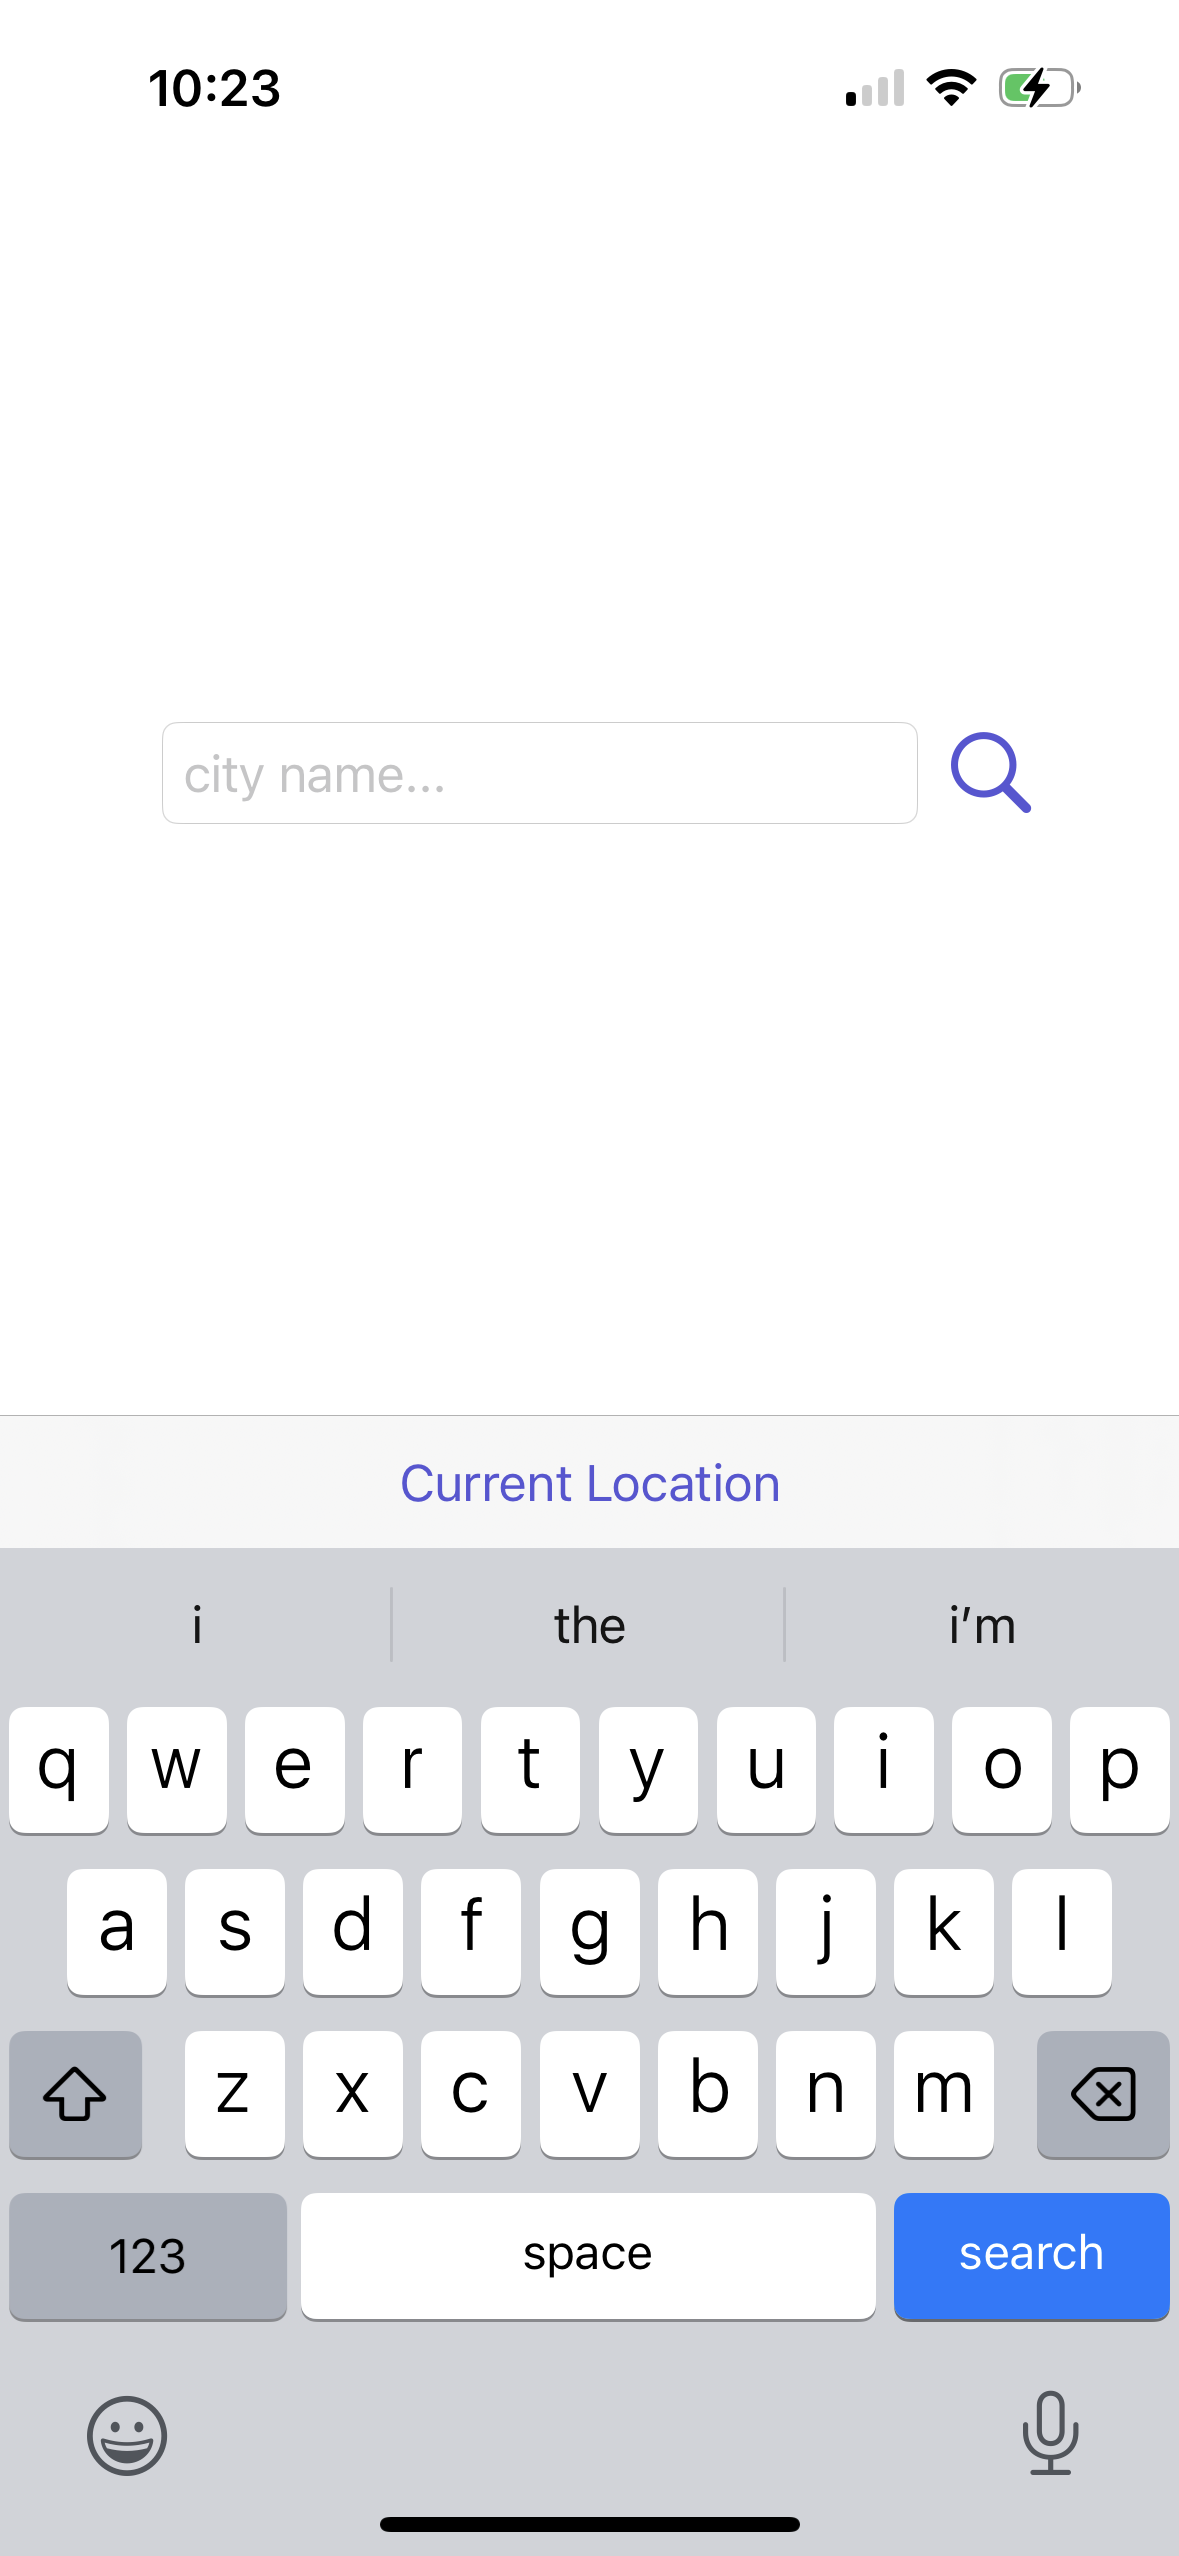 10:23
city name...
Current Location
i the i’m
q w e r t y u i o p
a s d f g h j k l
z x c v b n m
123 space search